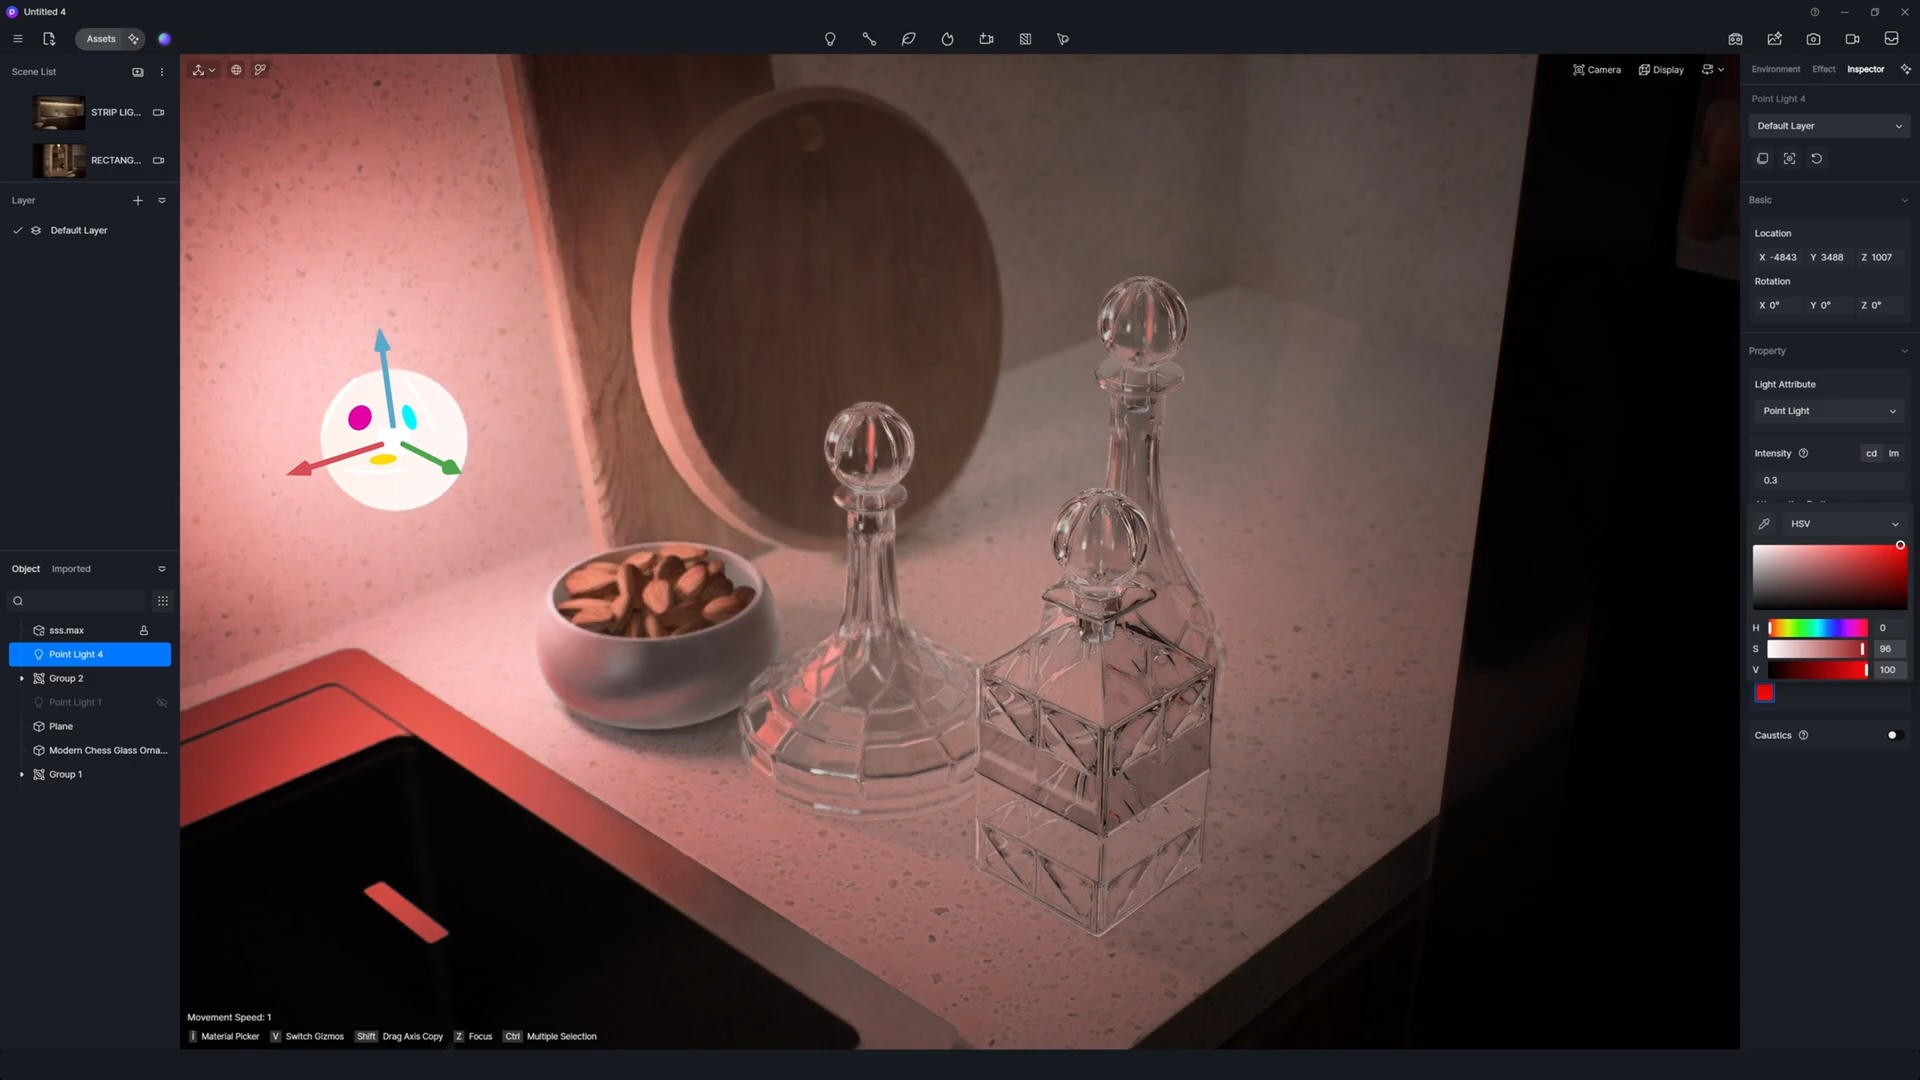 Untitled 4
Assets
Scene List
STRIP LIG...
RECTANG...
Layer
Default Layer
Object
Imported
sss.max
Point Light 4
Group 2
Point Light 1
Plane
Modern Chess Glass Orna...
Group 1
Camera
Display
Movement Speed: 1
i Material Picker V Switch Gizmos Shift Drag Axis Copy Z Focus Ctrl Multiple Selection
Environment Effect Inspector
Point Light 4
Default Layer
Basic
Location
X -4843 Y 3488 Z 1007
Rotation
X 0° Y 0° Z 0°
Property
Light Attribute
Point Light
Intensity cd lm
0.3
HSV
H 0
S 96
V 100
Caustics